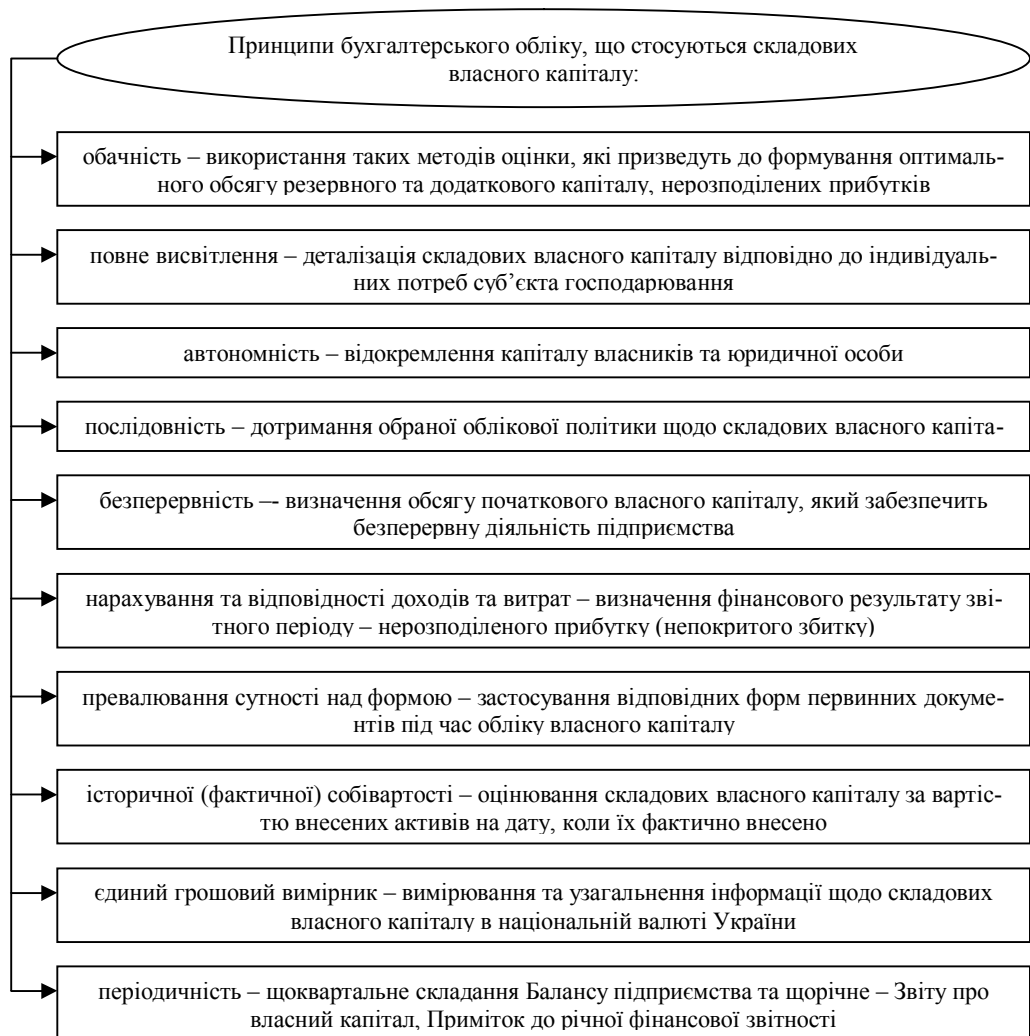 Принципи бухгалтерського обліку, що стосуються складових
власного капіталу:
обачність – використання таких методів оцінки, які призведуть до формування оптималь-
ного обсягу резервного та додаткового капіталу, нерозподілених прибутків
повне висвітлення – деталізація складових власного капіталу відповідно до індивідуаль-
них потреб суб’єкта господарювання
автономність – відокремлення капіталу власників та юридичної особи
послідовність – дотримання обраної облікової політики щодо складових власного капіта-
безперервність –- визначення обсягу початкового власного капіталу, який забезпечить
безперервну діяльність підприємства
нарахування та відповідності доходів та витрат – визначення фінансового результату зві-
тного періоду – нерозподіленого прибутку (непокритого збитку)
превалювання сутності над формою – застосування відповідних форм первинних докуме-
нтів під час обліку власного капіталу
історичної (фактичної) собівартості – оцінювання складових власного капіталу за вартіс-
тю внесених активів на дату, коли їх фактично внесено
єдиний грошовий вимірник – вимірювання та узагальнення інформації щодо складових
власного капіталу в національній валюті України
періодичність – щоквартальне складання Балансу підприємства та щорічне – Звіту про
власний капітал, Приміток до річної фінансової звітності